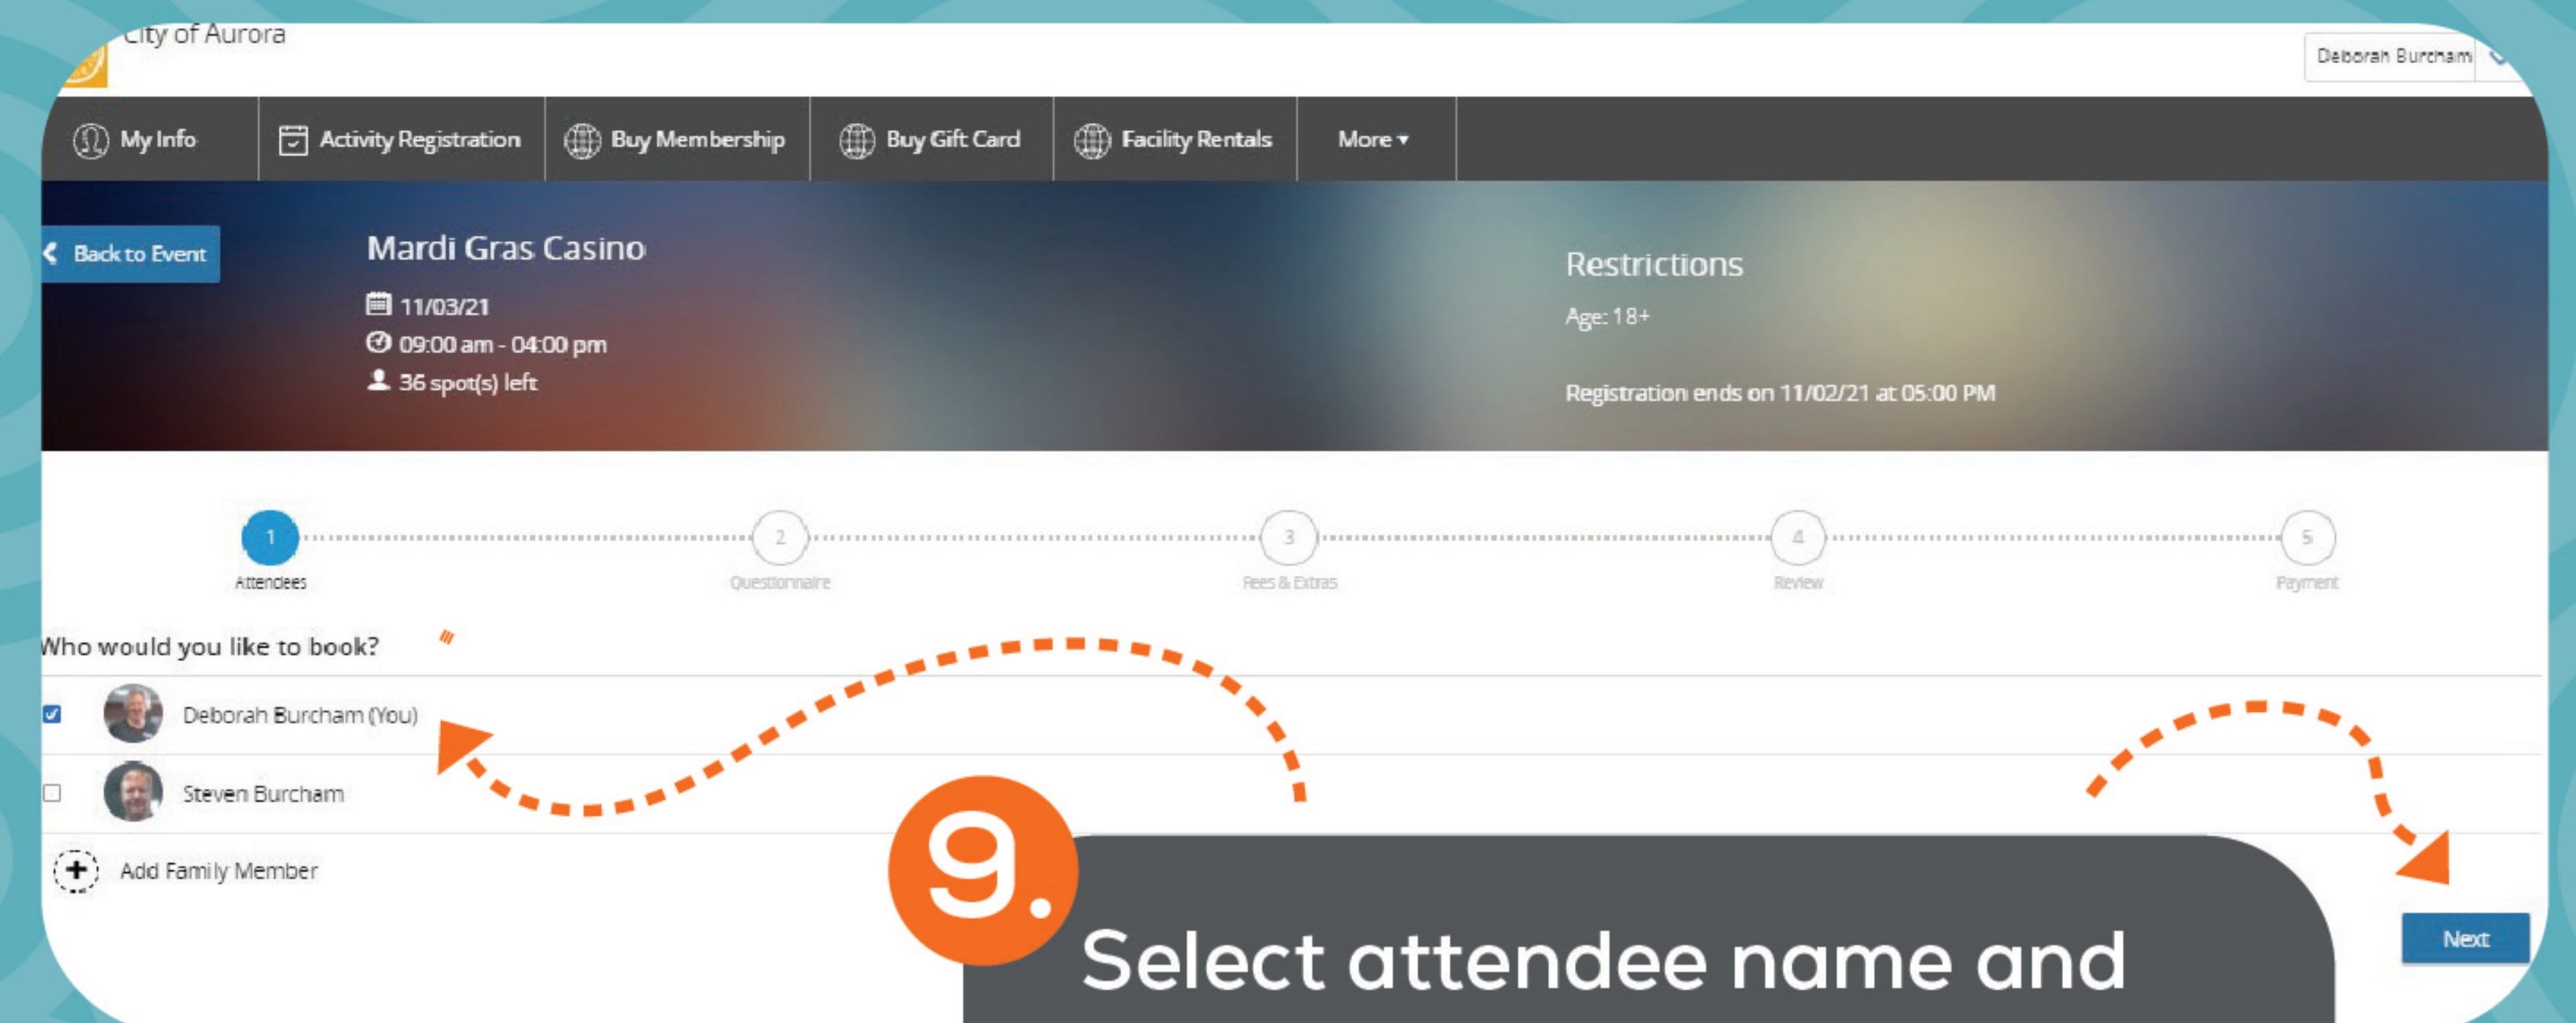 City of Aurora
Deborah Burcham
My Info
Activity Registration
Buy Membership
Buy Gift Card
Facility Rentals
More
Back to Event
Mardi Gras Casino
11/03/21
09:00 am - 04:00 pm
36 spot(s) left
Restrictions
Age: 18+
Registration ends on 11/02/21 at 05:00 PM
1
2
3
4
5
Attendees
Questionnaire
Fees & Extras
Review
Payment
Who would you like to book?
Deborah Burcham (You)
Steven Burcham
Add Family Member
9.
Select attendee name and
Next